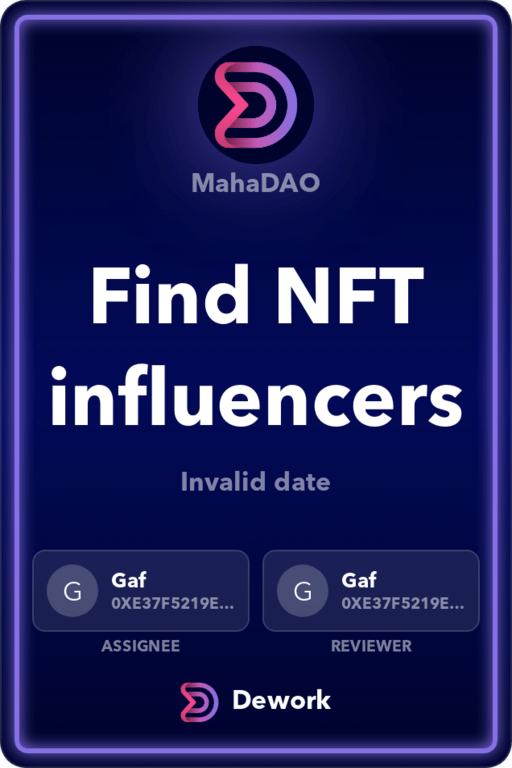 MahaDAO
Find NFT
influencers
Invalid date
G
Gaf
0XE37F5219E...
G
Gaf
0XE37F5219E...
ASSIGNEE
REVIEWER
Dework